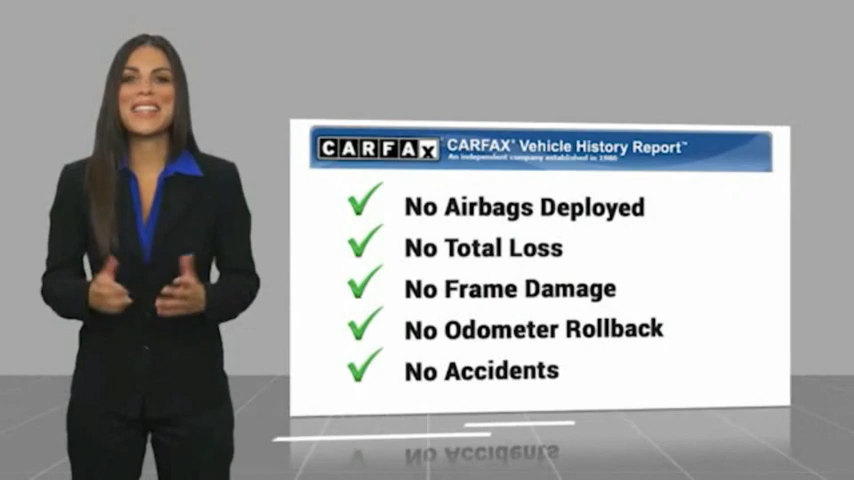 CARFAX CARFAX® Vehicle History Report™
An independent company established in 1986
No Airbags Deployed
No Total Loss
No Frame Damage
No Odometer Rollback
No Accidents
No Accidents